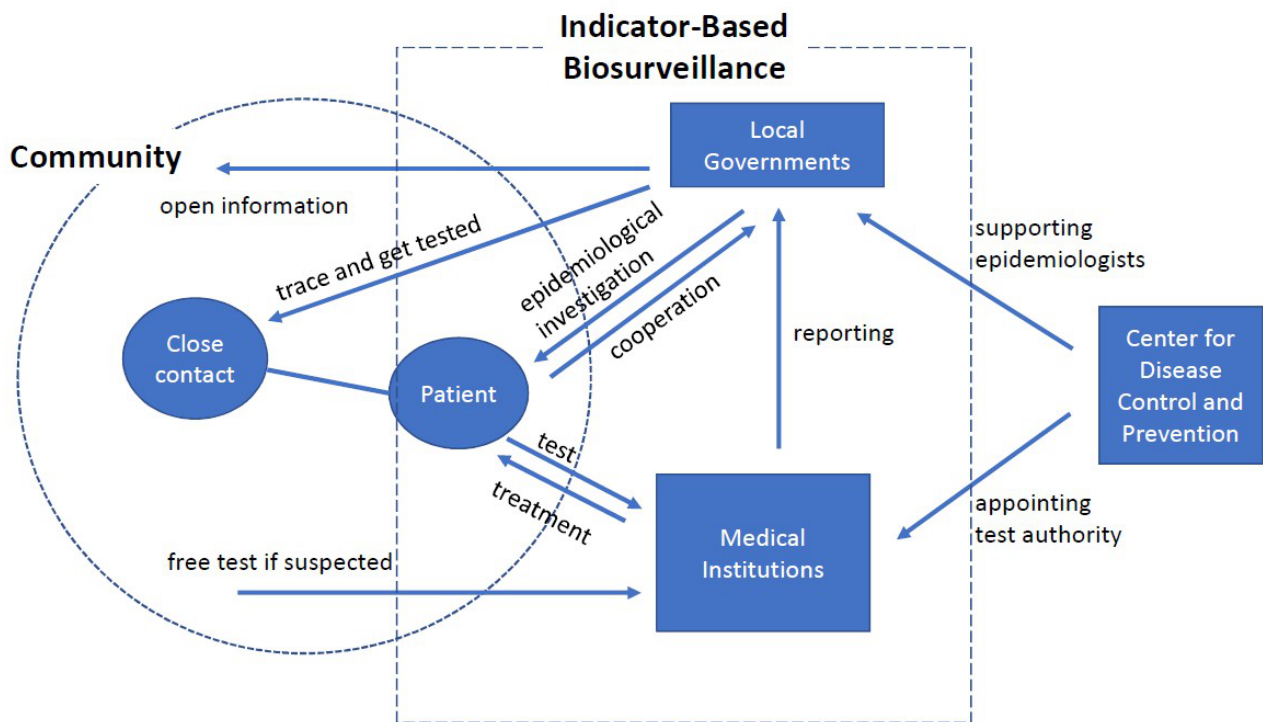 Indicator-Based
Biosurveillance
Local
Governments
Community
open information
trace and get tested
epidemiological
investigation
cooperation
supporting
epidemiologists
reporting
Close
contact
Patient
Center for
Disease
Control and
Prevention
test
treatment
appointing
test authority
Medical
Institutions
free test if suspected